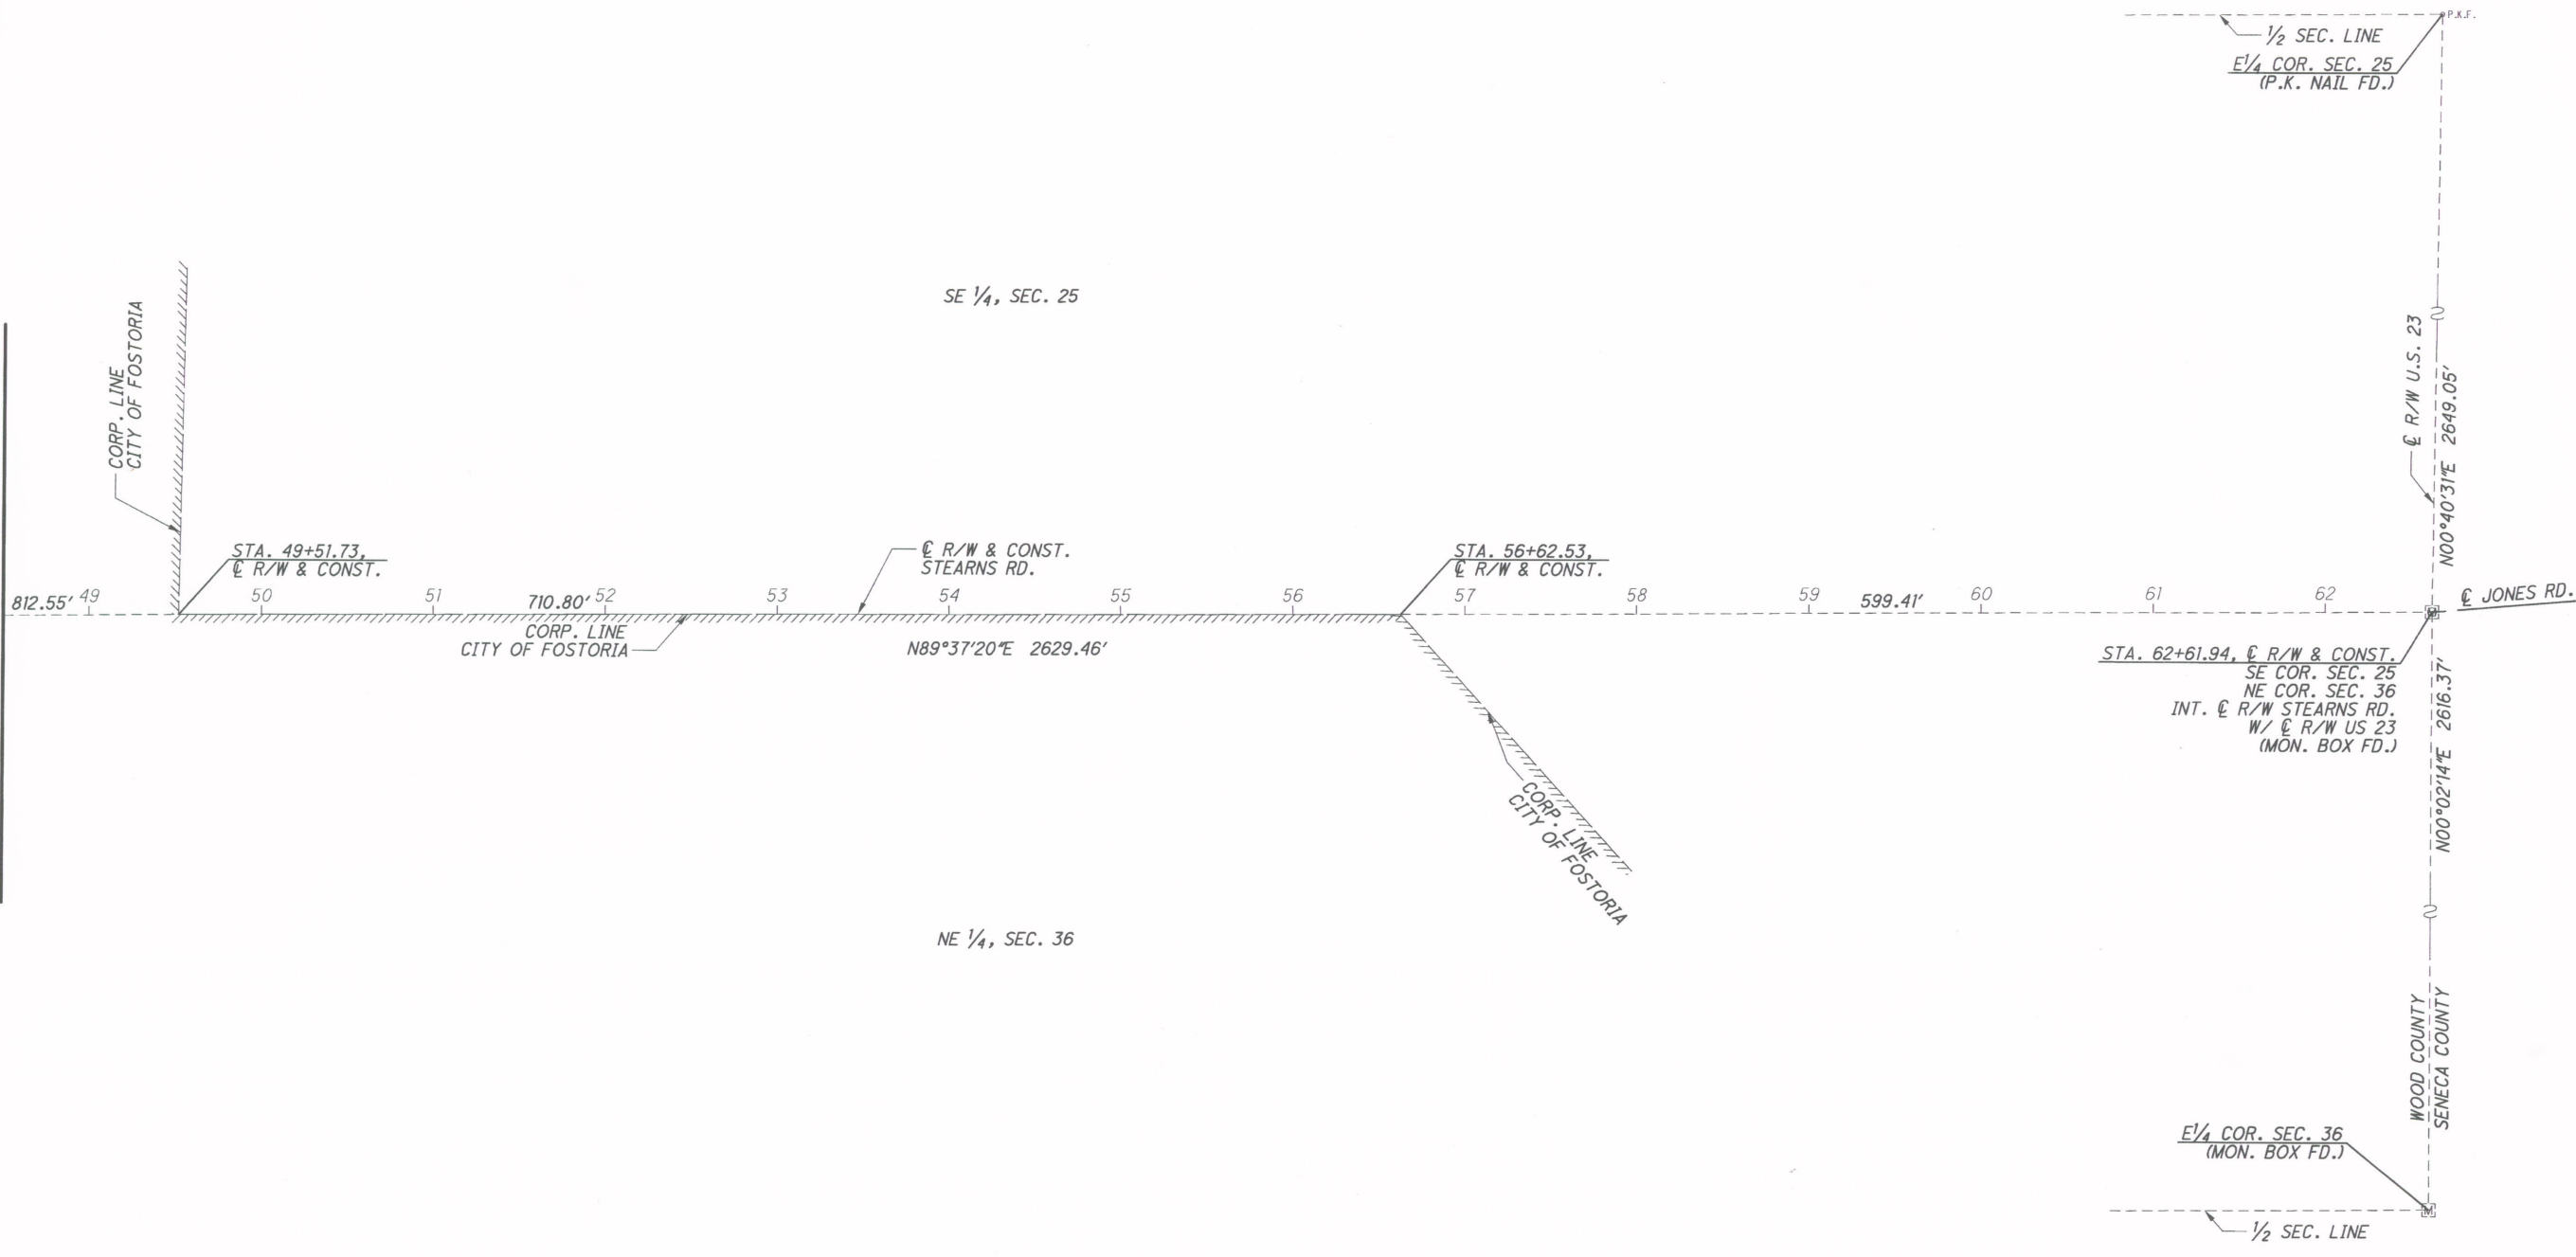 P.K.F.
1/2 SEC. LINE
E1/4 COR. SEC. 25
(P.K. NAIL FD.)
SE 1/4, SEC. 25
CORP. LINE
CITY OF FOSTORIA
℄ R/W U.S. 23
N00°40'31"E 2649.05'
STA. 49+51.73,
℄ R/W & CONST.
℄ R/W & CONST.
STEARNS RD.
STA. 56+62.53,
℄ R/W & CONST.
812.55' 49 50 51 710.80' 52 53 54 55 56 57 58 59 599.41' 60 61 62
℄ JONES RD.
CORP. LINE
CITY OF FOSTORIA
N89°37'20"E 2629.46'
STA. 62+61.94, ℄ R/W & CONST.
SE COR. SEC. 25
NE COR. SEC. 36
INT. ℄ R/W STEARNS RD.
W/ ℄ R/W US 23
(MON. BOX FD.)
N00°02'14"E 2616.37'
CORP. LINE
CITY OF FOSTORIA
NE 1/4, SEC. 36
WOOD COUNTY
SENECA COUNTY
E1/4 COR. SEC. 36
(MON. BOX FD.)
M
1/2 SEC. LINE